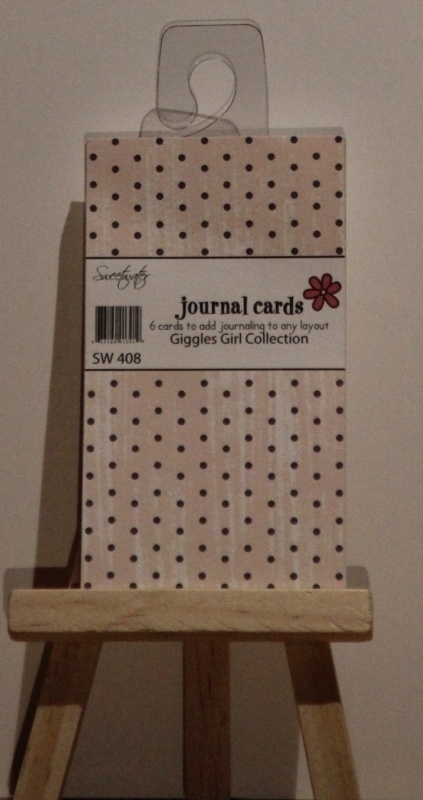 Sweetwater
journal cards
6 cards to add journaling to any layout
Giggles Girl Collection
SW 408